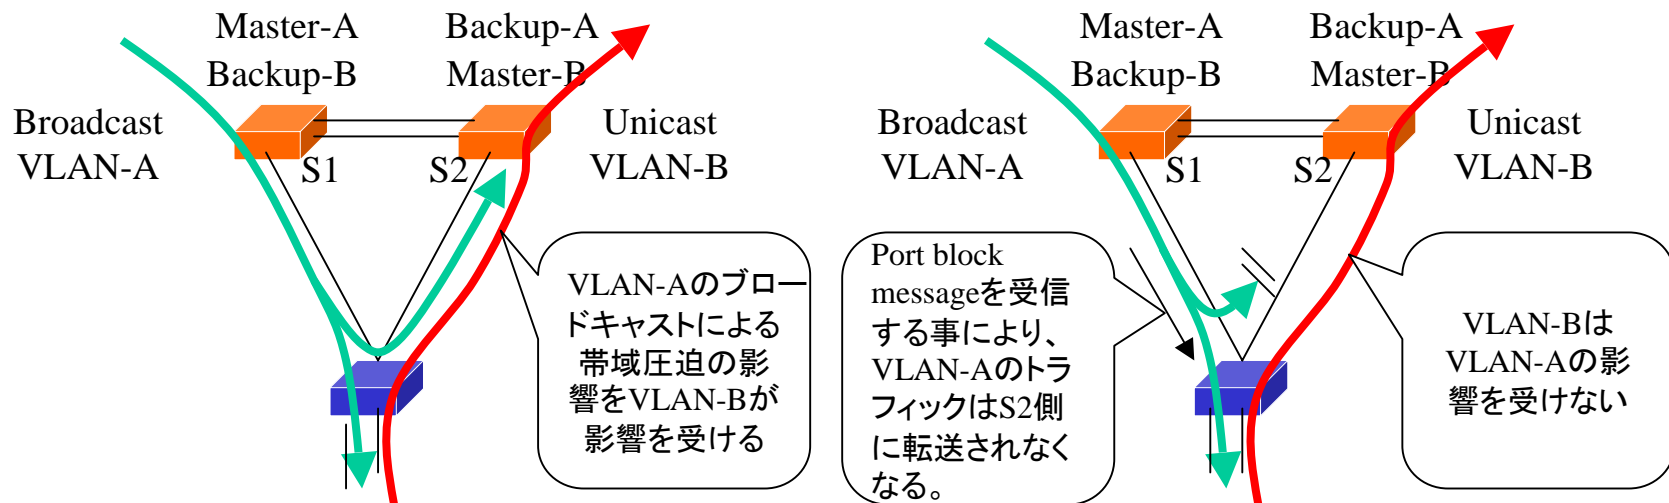 Master-A
Backup-B
Backup-A
Master-B
Broadcast
VLAN-A
S1
S2
Unicast
VLAN-B
VLAN-Aのブロー
ドキャストによる
帯域圧迫の影
響をVLAN-Bが
影響を受ける
Master-A
Backup-B
Backup-A
Master-B
Broadcast
VLAN-A
S1
S2
Unicast
VLAN-B
Port block
messageを受信
する事により、
VLAN-Aのトラ
フィックはS2側
に転送されなく
なる。
VLAN-Bは
VLAN-Aの影
響を受けない